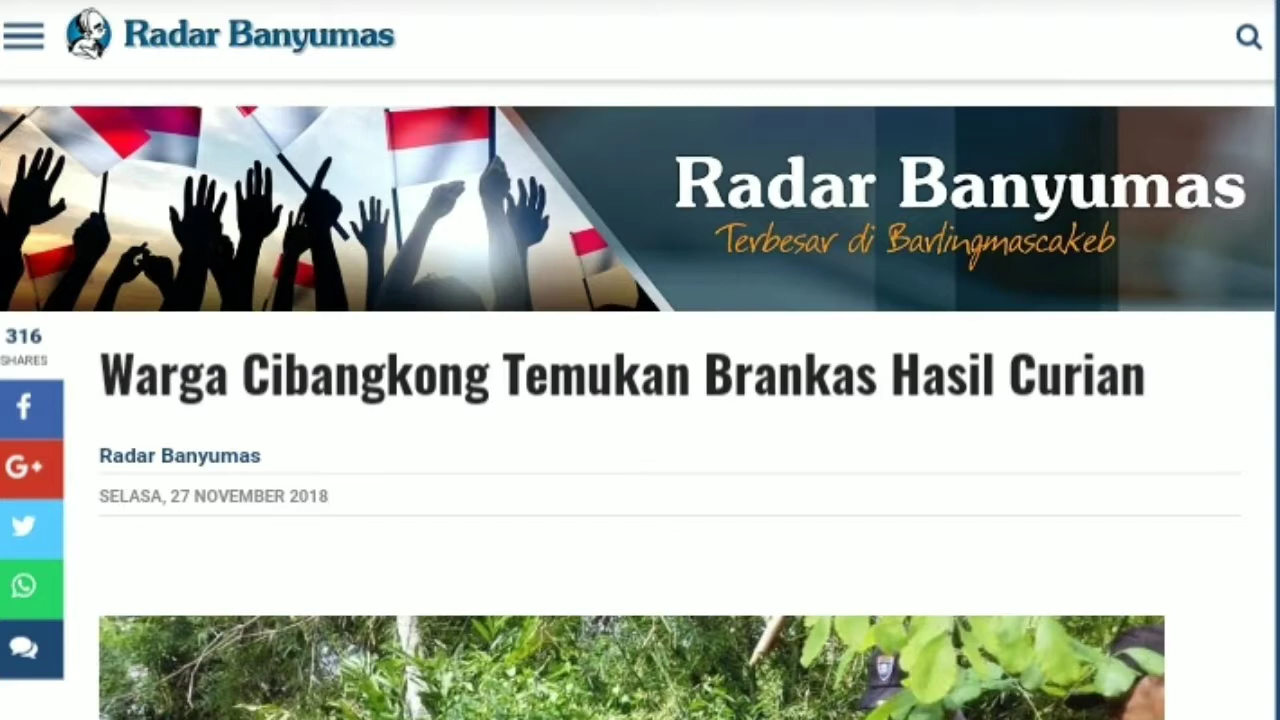 Radar Banyumas
Radar Banyumas
Terbesar di Barlingmascakeb
316
SHARES
Warga Cibangkong Temukan Brankas Hasil Curian
Radar Banyumas
SELASA, 27 NOVEMBER 2018